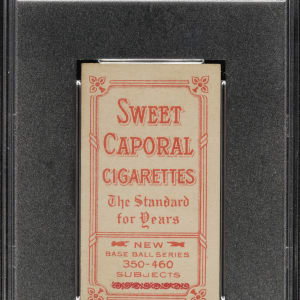 SWEET
CAPORAL
CIGARETTES
The Standard
for Years
NEW
BASE BALL SERIES
350-460
SUBJECTS